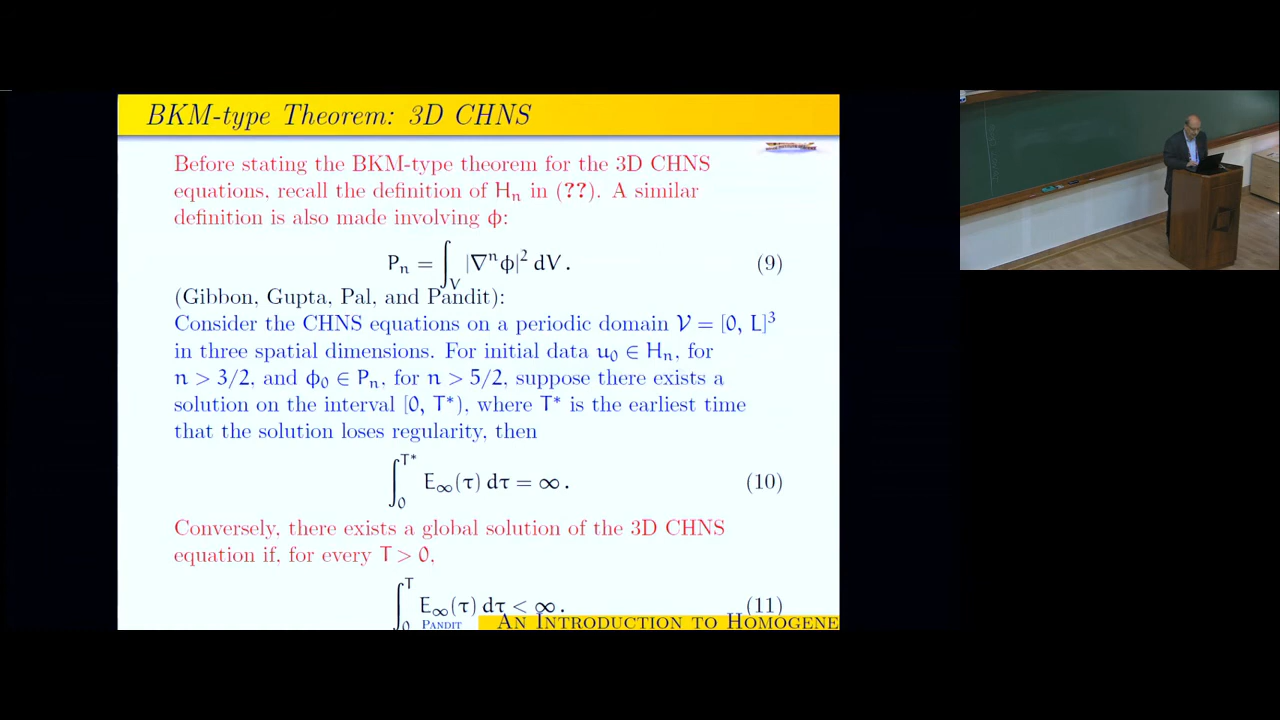 BKM-type Theorem: 3D CHNS
Before stating the BKM-type theorem for the 3D CHNS
equations, recall the definition of Hₙ in (??). A similar
definition is also made involving ϕ:
Pₙ = ∫_V |∇ⁿϕ|² dV . (9)
(Gibbon, Gupta, Pal, and Pandit):
Consider the CHNS equations on a periodic domain 𝒱 = [0, L]³
in three spatial dimensions. For initial data u₀ ∈ Hₙ, for
n > 3/2, and ϕ₀ ∈ Pₙ, for n > 5/2, suppose there exists a
solution on the interval [0, T*), where T* is the earliest time
that the solution loses regularity, then
∫₀^T* E∞(τ) dτ = ∞ . (10)
Conversely, there exists a global solution of the 3D CHNS
equation if, for every T > 0,
∫₀^T E∞(τ) dτ < ∞ . (11)
Pandit An Introduction to Homogene